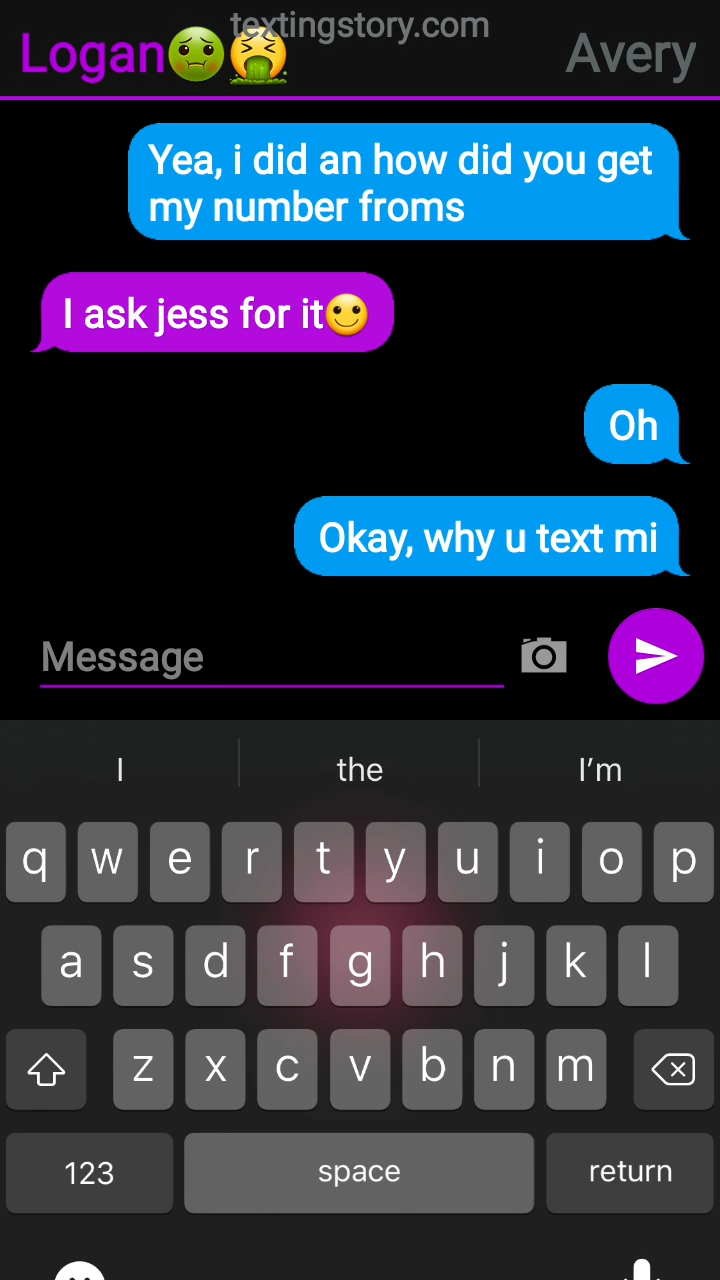 textingstory.com
Logan🤢🤮 Avery
Yea, i did an how did you get
my number froms
I ask jess for it🙂
Oh
Okay, why u text mi
Message
I the I’m
q w e r t y u i o p
a s d f g h j k l
z x c v b n m
123 space return